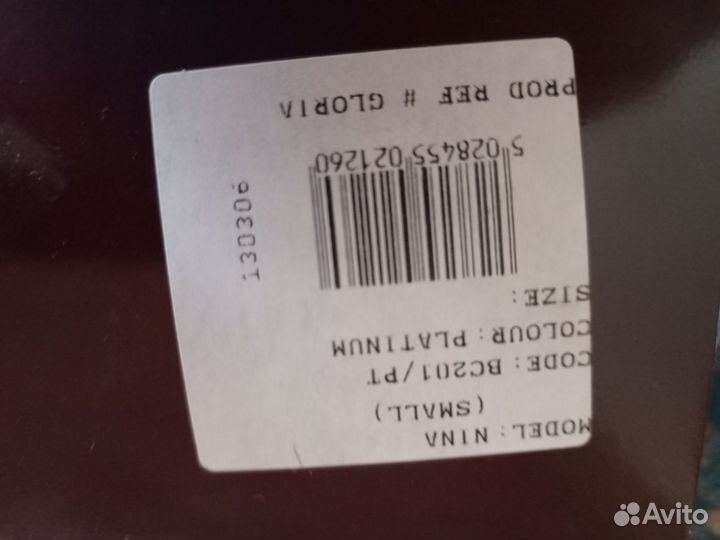 MODEL: NINA
(SMALL)
CODE: BC201/PT
COLOUR: PLATINUM
SIZE:
5 028455 021260
PROD REF # GLORIA
130306
Avito